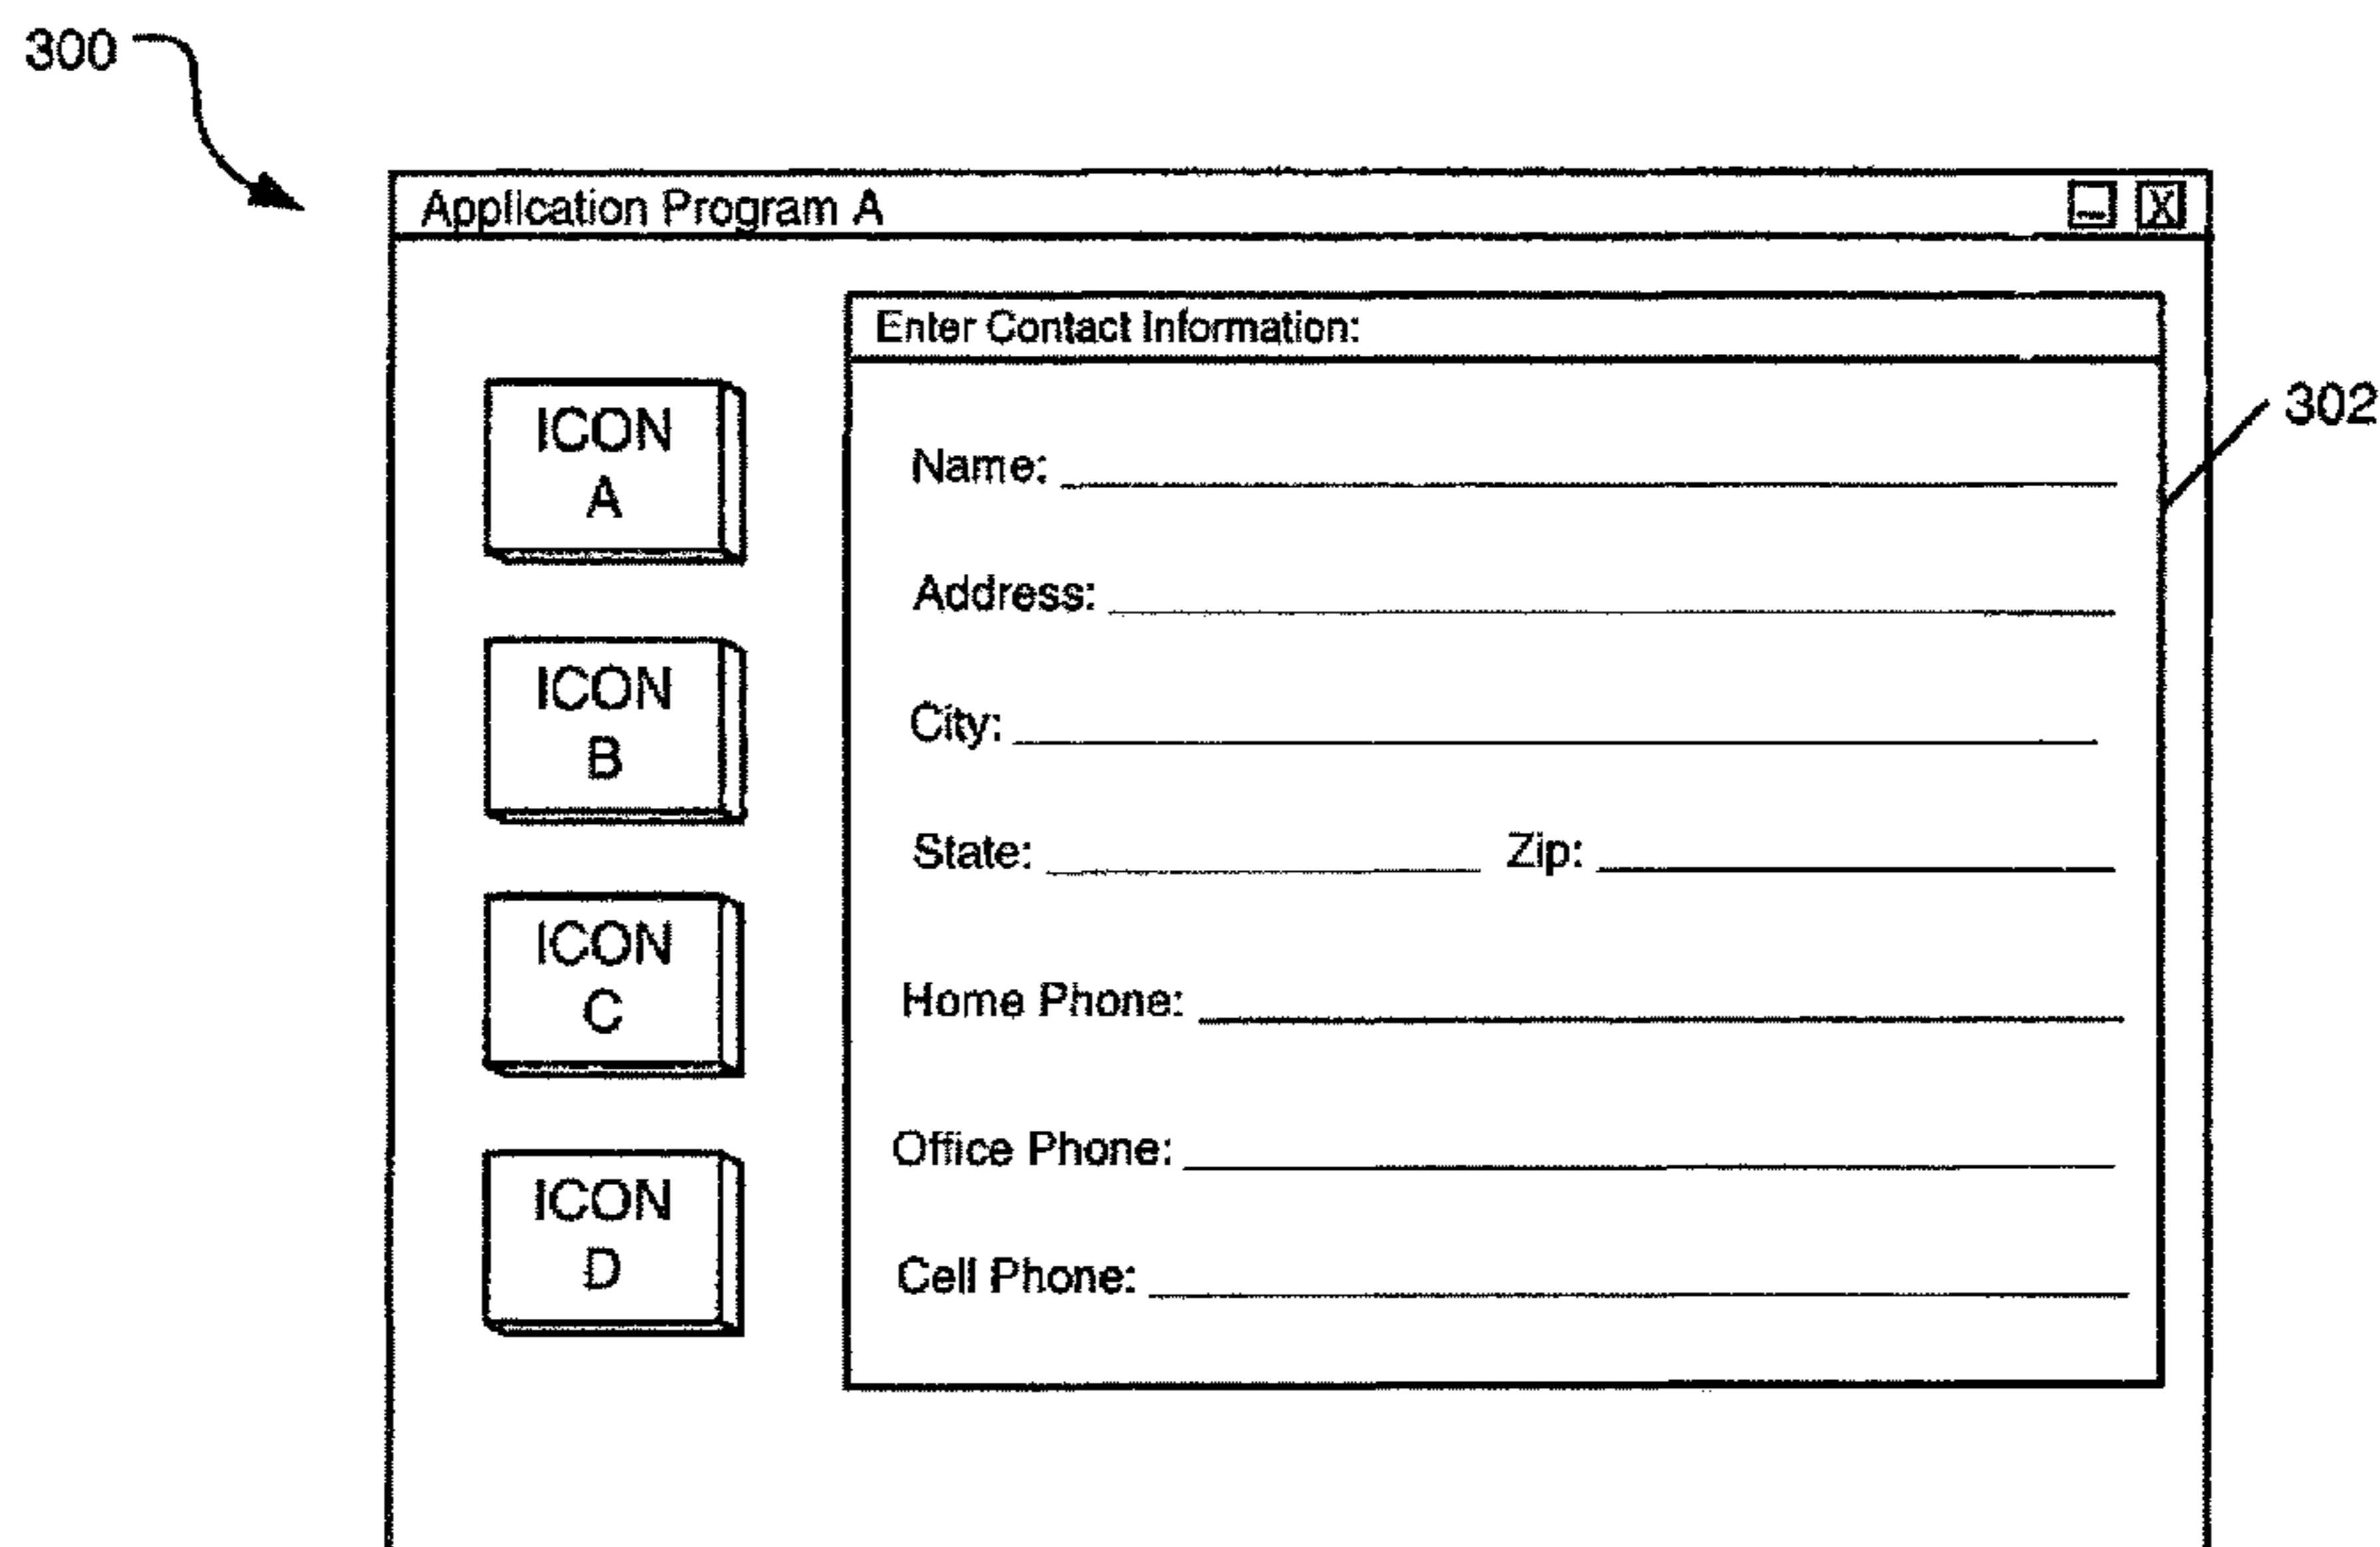 300
Application Program A
X
Enter Contact Information:
302
ICON
A
Name:
Address:
ICON
B
City:
State: Zip:
ICON
C
Home Phone:
Office Phone:
ICON
D
Cell Phone: